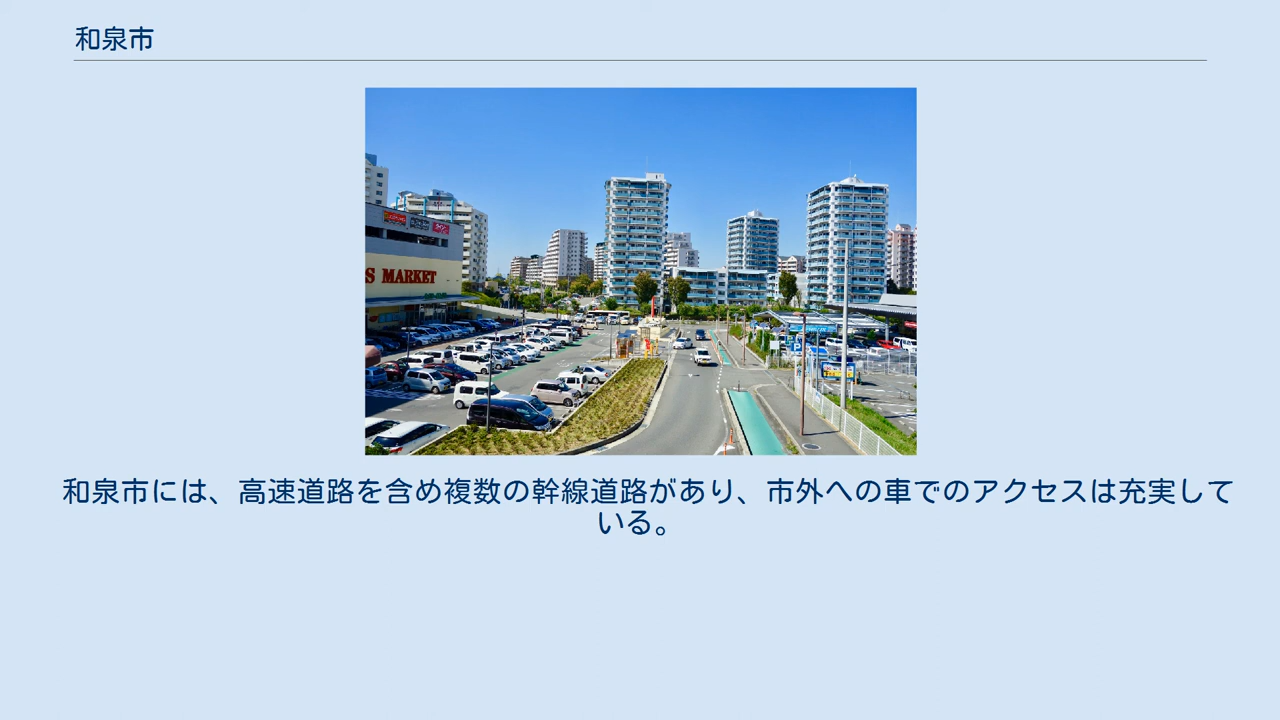 和泉市
S MARKET
P
和泉市には、高速道路を含め複数の幹線道路があり、市外への車でのアクセスは充実して
いる。